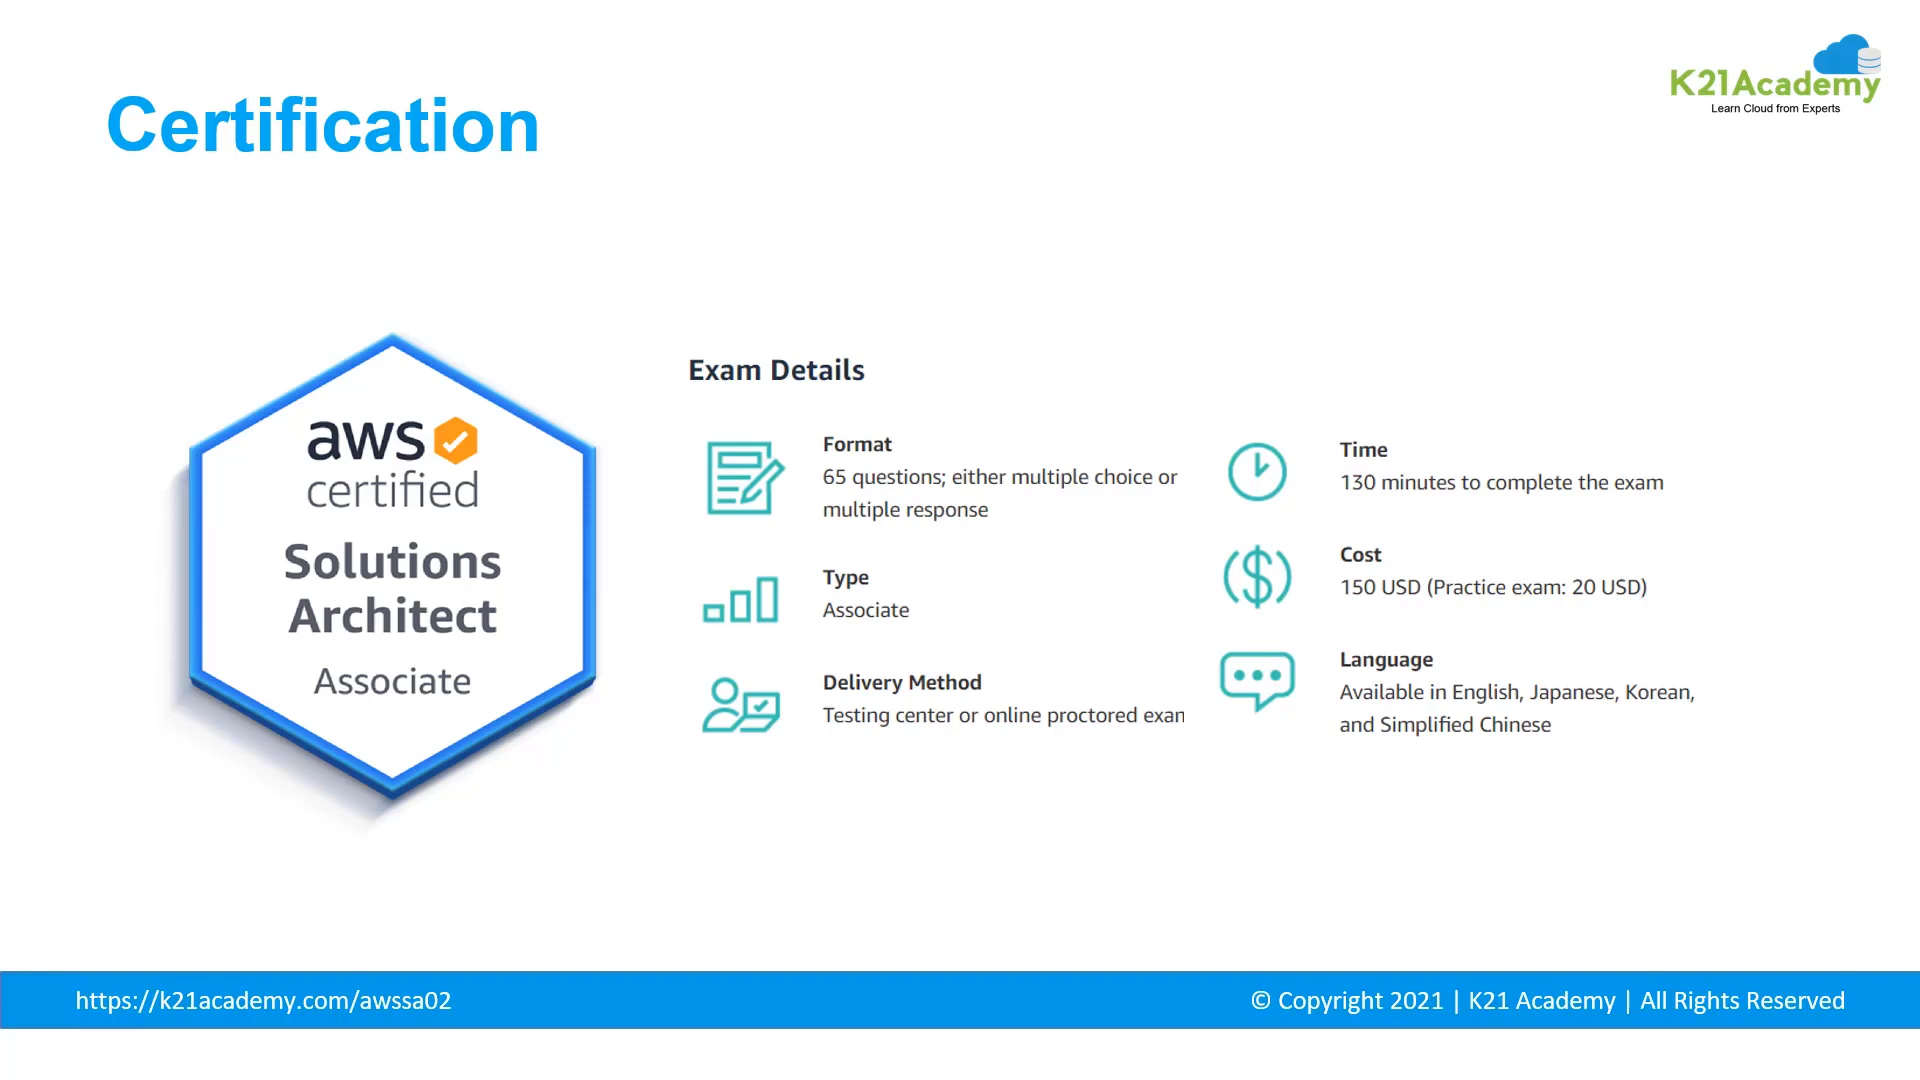 K21Academy
Learn Cloud from Experts
Certification
aws
certified
Solutions
Architect
Associate
Exam Details
Format
65 questions; either multiple choice or
multiple response
Type
Associate
Delivery Method
Testing center or online proctored exan
Time
130 minutes to complete the exam
Cost
150 USD (Practice exam: 20 USD)
Language
Available in English, Japanese, Korean,
and Simplified Chinese
https://k21academy.com/awssa02
© Copyright 2021 | K21 Academy | All Rights Reserved